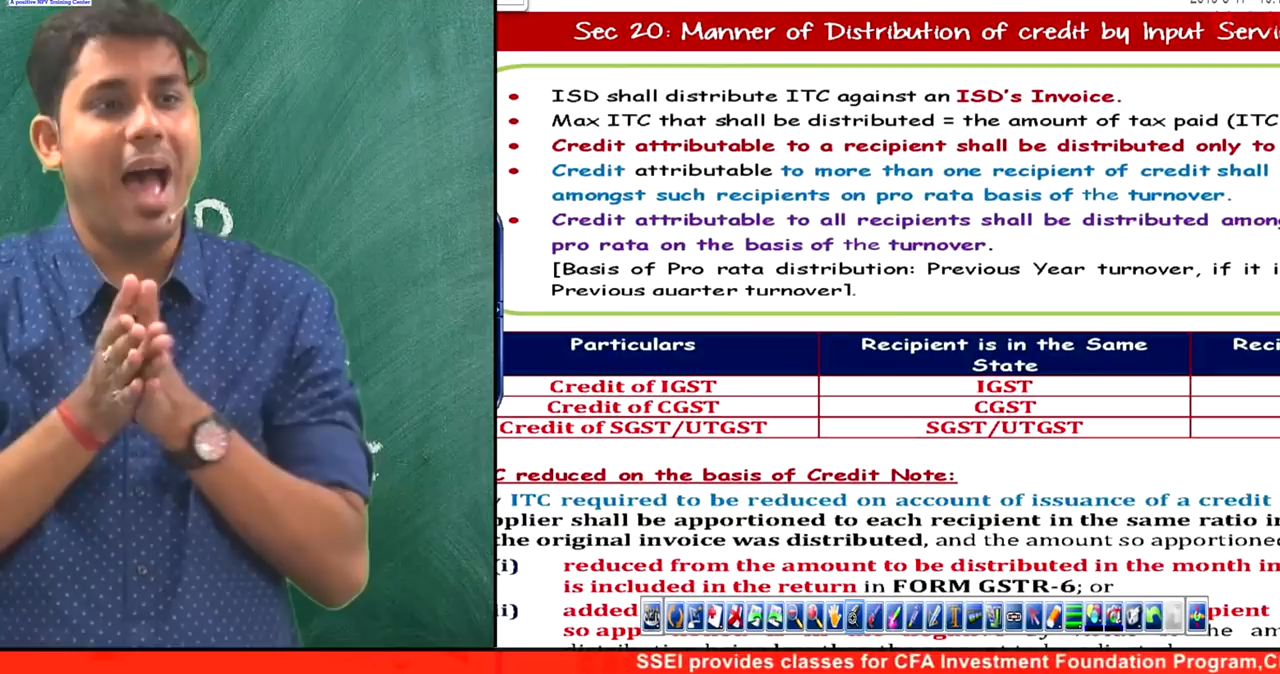 A positive NPV Training Center
Sec 20: Manner of Distribution of credit by Input Servi
• ISD shall distribute ITC against an ISD's Invoice.
• Max ITC that shall be distributed = the amount of tax paid (ITC
• Credit attributable to a recipient shall be distributed only to
• Credit attributable to more than one recipient of credit shall
amongst such recipients on pro rata basis of the turnover.
• Credit attributable to all recipients shall be distributed among
pro rata on the basis of the turnover.
[Basis of Pro rata distribution: Previous Year turnover, if it i
Previous quarter turnover].
Particulars Recipient is in the Same Reci
State
Credit of IGST IGST
Credit of CGST CGST
Credit of SGST/UTGST SGST/UTGST
C reduced on the basis of Credit Note:
y ITC required to be reduced on account of issuance of a credit
pplier shall be apportioned to each recipient in the same ratio in
the original invoice was distributed, and the amount so apportioned
(i) reduced from the amount to be distributed in the month in
is included in the return in FORM GSTR-6; or
ii) added
so app
SSEI provides classes for CFA Investment Foundation Program,C